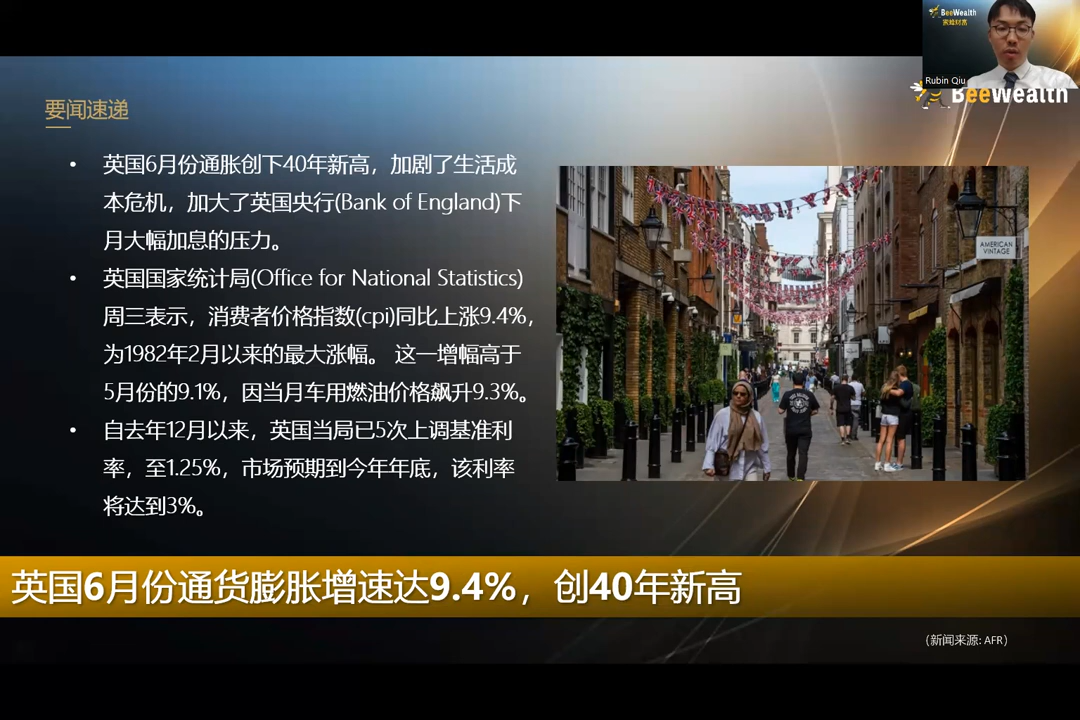 BeeWealth
蜜蜂财富
Rubin Qiu
BeeWealth
要闻速递
• 英国6月份通胀创下40年新高，加剧了生活成
本危机，加大了英国央行(Bank of England)下
月大幅加息的压力。
• 英国国家统计局(Office for National Statistics)
周三表示，消费者价格指数(cpi)同比上涨9.4%，
为1982年2月以来的最大涨幅。 这一增幅高于
5月份的9.1%，因当月车用燃油价格飙升9.3%。
• 自去年12月以来，英国当局已5次上调基准利
率，至1.25%，市场预期到今年年底，该利率
将达到3%。
AMERICAN
VINTAGE
英国6月份通货膨胀增速达9.4%，创40年新高
（新闻来源: AFR）